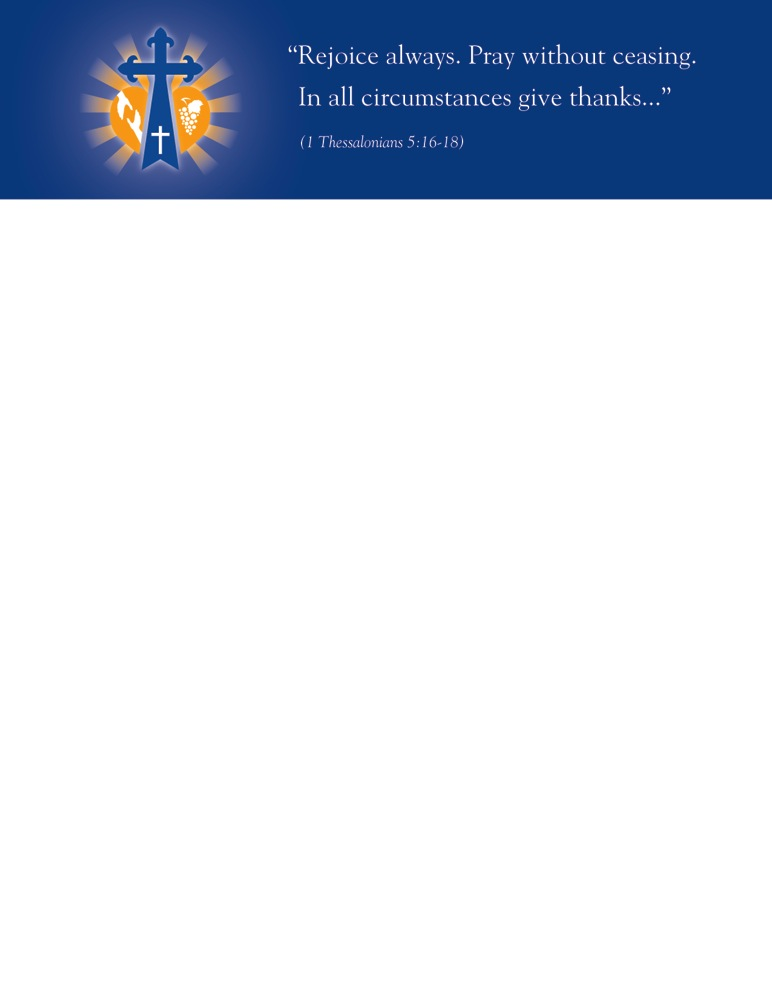 “Rejoice always. Pray without ceasing.
In all circumstances give thanks...”
(1 Thessalonians 5:16-18)